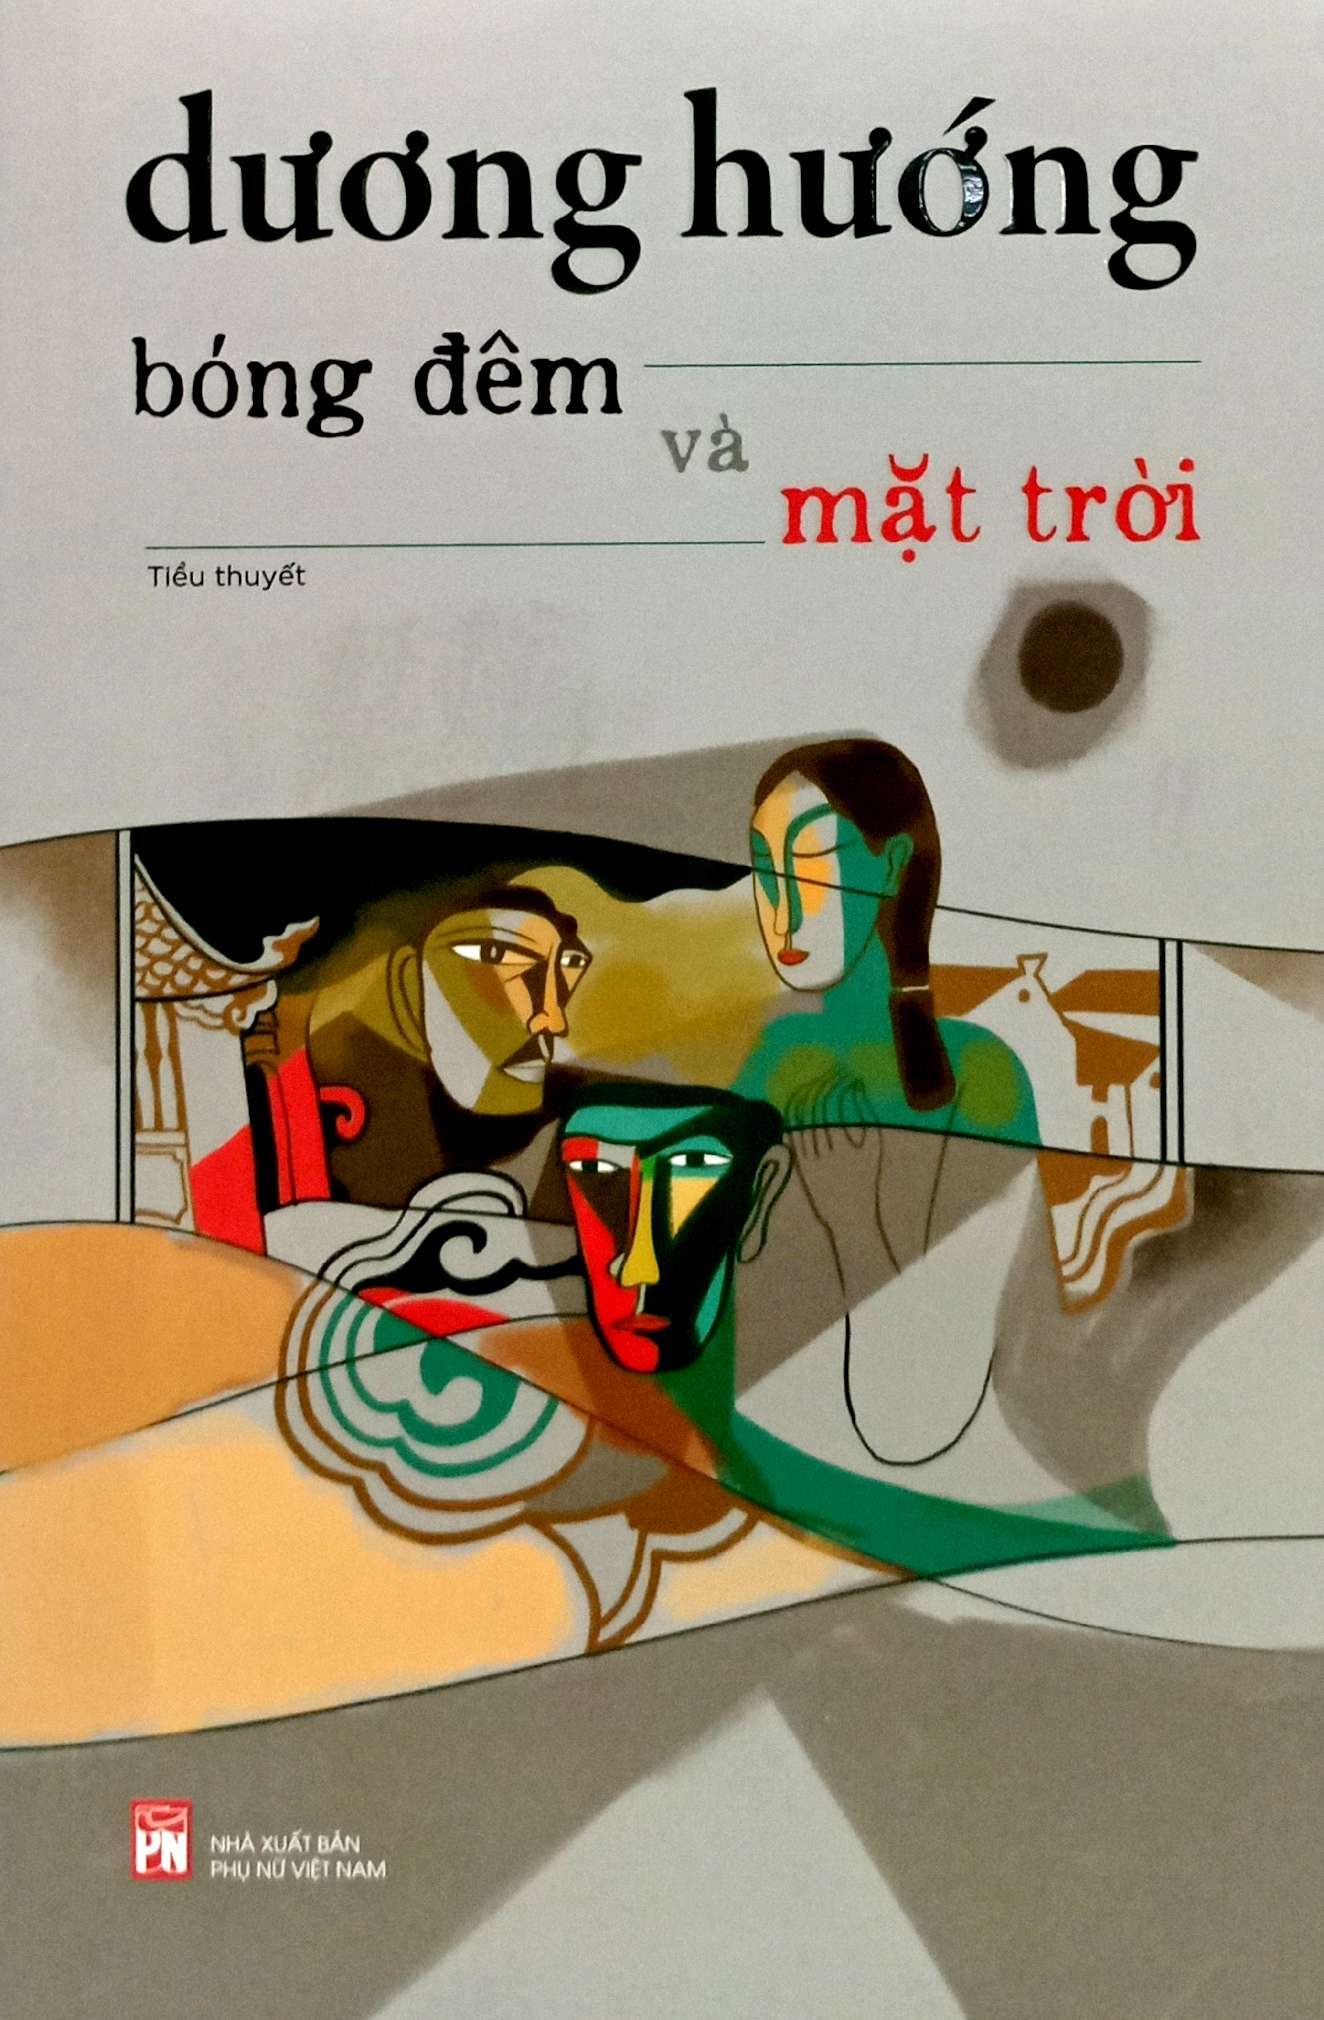 dương hướng
bóng đêm
và
mặt trời
Tiểu thuyết
PN
NHÀ XUẤT BẢN
PHỤ NỮ VIỆT NAM